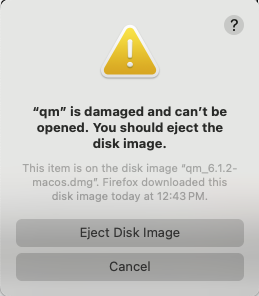 ?
“qm” is damaged and can’t be
opened. You should eject the
disk image.
This item is on the disk image “qm_6.1.2-
macos.dmg”. Firefox downloaded this
disk image today at 12:43 PM.
Eject Disk Image
Cancel